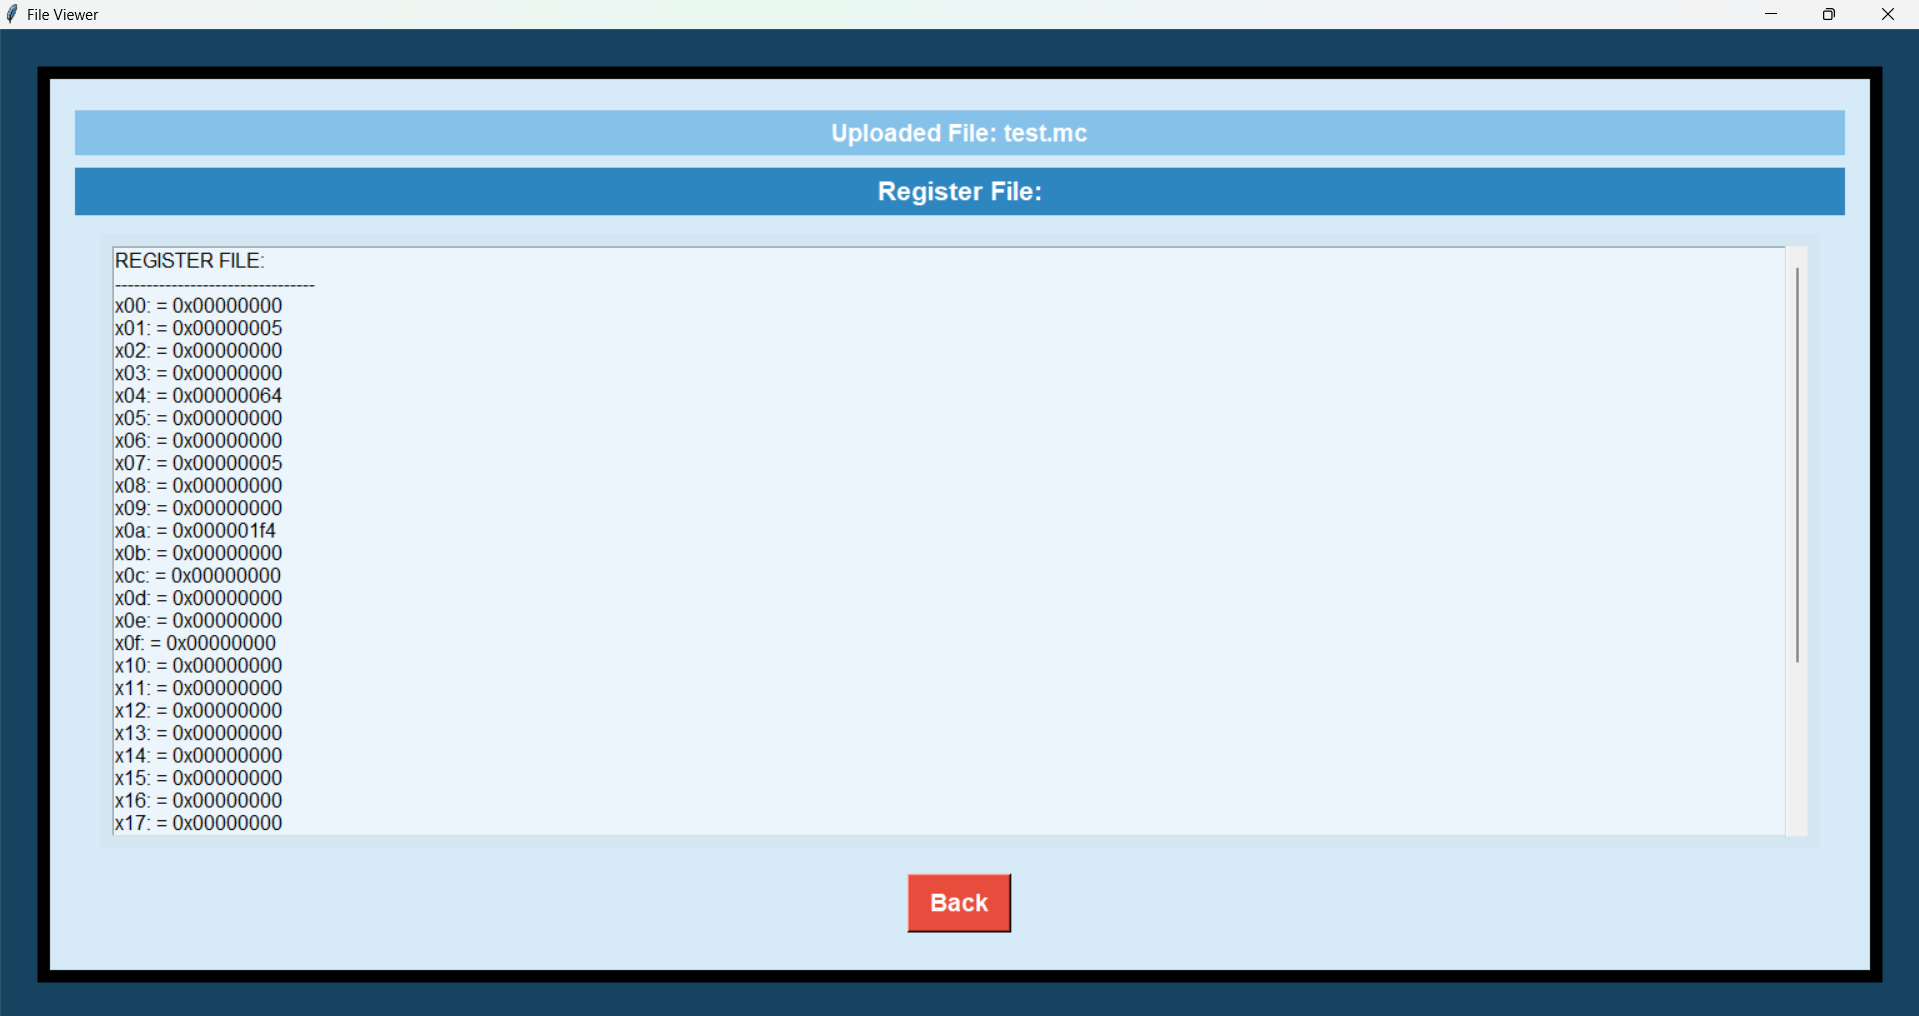 File Viewer
Uploaded File: test.mc
Register File:
REGISTER FILE:
--------------------------------
x00: = 0x00000000
x01: = 0x00000005
x02: = 0x00000000
x03: = 0x00000000
x04: = 0x00000064
x05: = 0x00000000
x06: = 0x00000000
x07: = 0x00000005
x08: = 0x00000000
x09: = 0x00000000
x0a: = 0x000001f4
x0b: = 0x00000000
x0c: = 0x00000000
x0d: = 0x00000000
x0e: = 0x00000000
x0f: = 0x00000000
x10: = 0x00000000
x11: = 0x00000000
x12: = 0x00000000
x13: = 0x00000000
x14: = 0x00000000
x15: = 0x00000000
x16: = 0x00000000
x17: = 0x00000000
Back